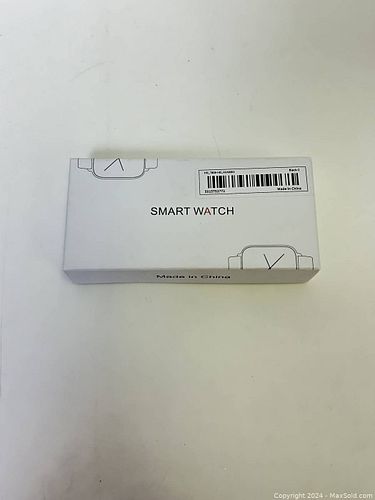 Made in China
SMART WATCH
Made in China
Copyright © 2024 - MaxSold.com